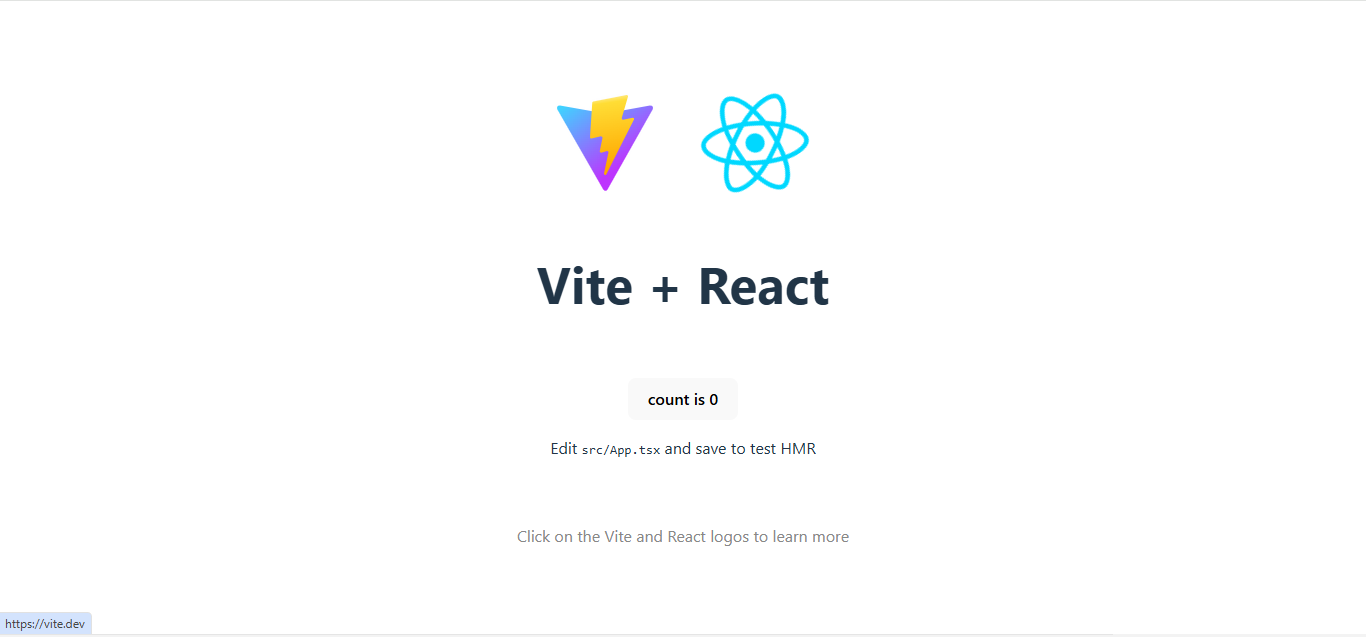 Vite + React
count is 0
Edit src/App.tsx and save to test HMR
Click on the Vite and React logos to learn more
https://vite.dev